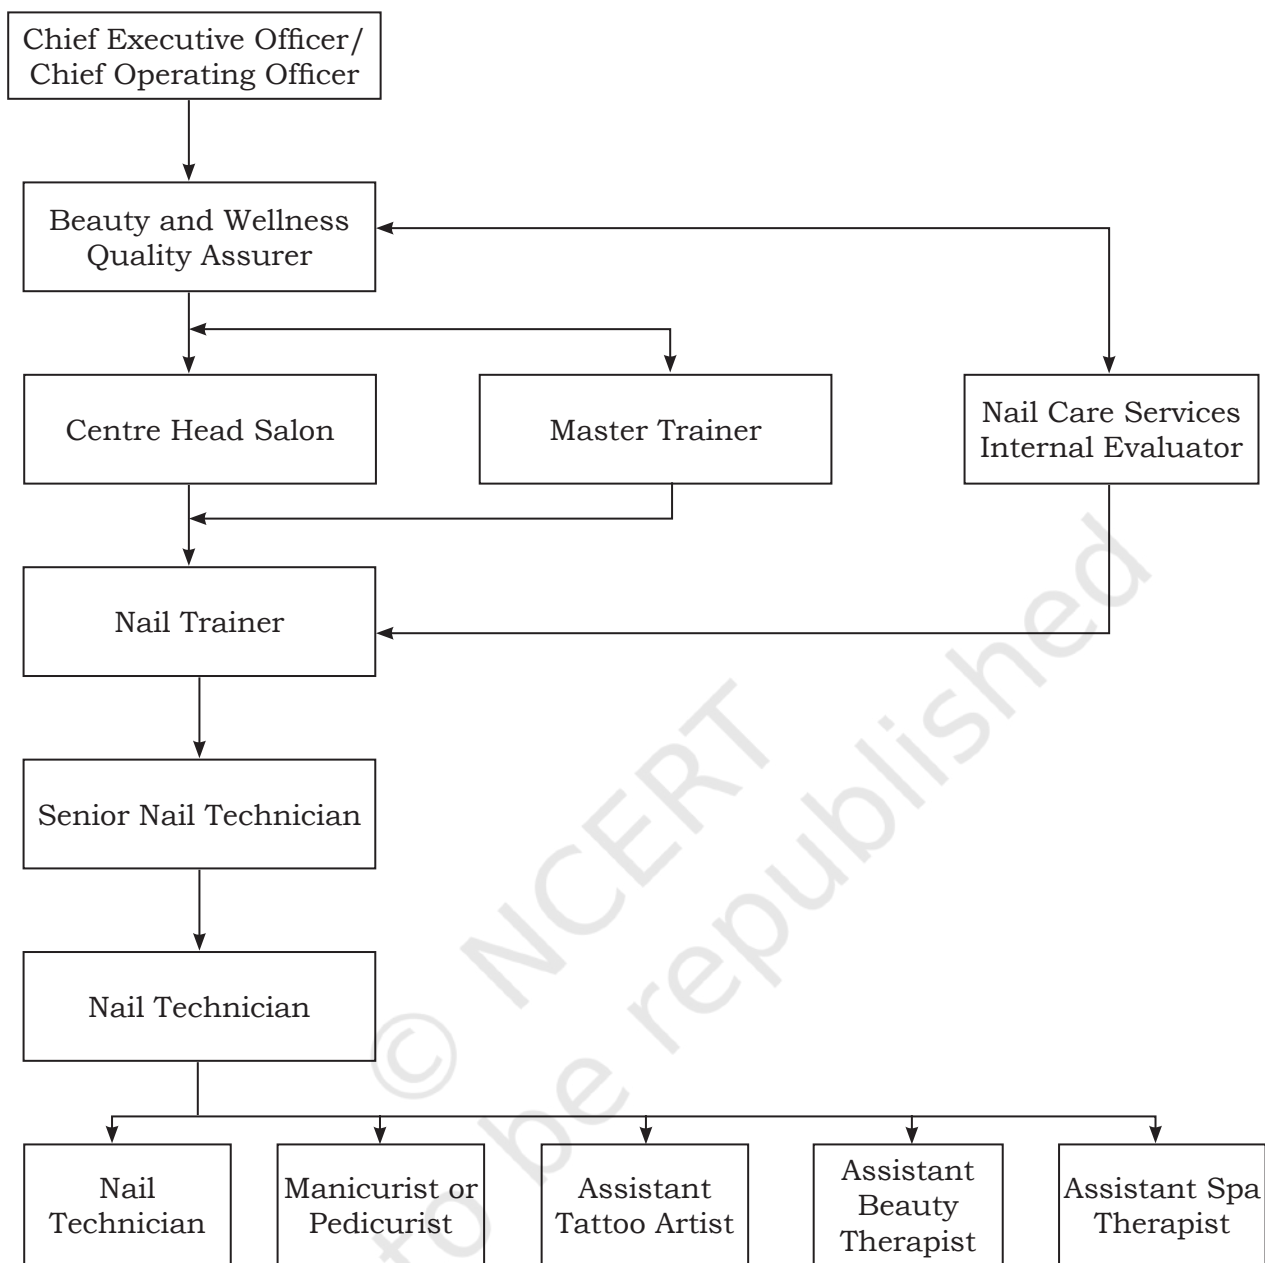 Chief Executive Officer/
Chief Operating Officer
Beauty and Wellness
Quality Assurer
Centre Head Salon
Master Trainer
Nail Care Services
Internal Evaluator
Nail Trainer
Senior Nail Technician
Nail Technician
Nail
Technician
Manicurist or
Pedicurist
Assistant
Tattoo Artist
Assistant
Beauty
Therapist
Assistant Spa
Therapist
© NCERT
to be republished